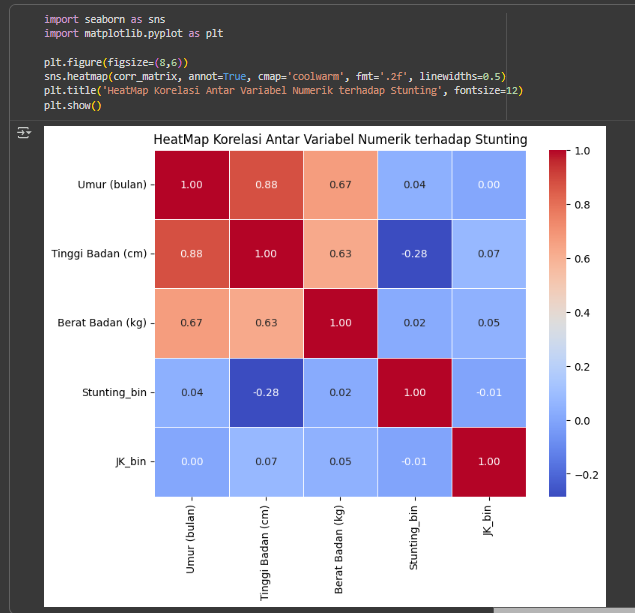 import seaborn as sns
import matplotlib.pyplot as plt
plt.figure(figsize=(8,6))
sns.heatmap(corr_matrix, annot=True, cmap='coolwarm', fmt='.2f', linewidths=0.5)
plt.title('HeatMap Korelasi Antar Variabel Numerik terhadap Stunting', fontsize=12)
plt.show()
HeatMap Korelasi Antar Variabel Numerik terhadap Stunting
Umur (bulan) 1.00 0.88 0.67 0.04 0.00
Tinggi Badan (cm) 0.88 1.00 0.63 -0.28 0.07
Berat Badan (kg) 0.67 0.63 1.00 0.02 0.05
Stunting_bin 0.04 -0.28 0.02 1.00 -0.01
JK_bin 0.00 0.07 0.05 -0.01 1.00
Umur (bulan)
Tinggi Badan (cm)
Berat Badan (kg)
Stunting_bin
JK_bin
1.0
0.8
0.6
0.4
0.2
0.0
−0.2